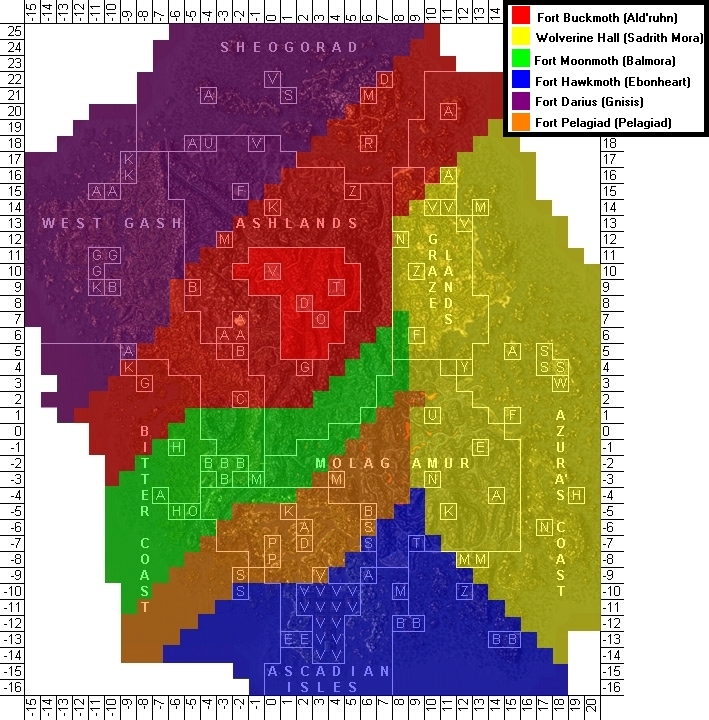 -15 -14 -13 -12 -11 -10 -9 -8 -7 -6 -5 -4 -3 -2 -1 0 1 2 3 4 5 6 7 8 9 10 11 12 13 14
Fort Buckmoth (Ald'ruhn)
Wolverine Hall (Sadrith Mora)
Fort Moonmoth (Balmora)
Fort Hawkmoth (Ebonheart)
Fort Darius (Gnisis)
Fort Pelagiad (Pelagiad)
25
SHEOGORAD
24
23
V D
22
A S M
21
A
20
19
A U V R
18 18
K
17 17
K A
16 16
A A F Z
15 15
K V V M
14 14
WEST GASH ASHLANDS V
13 13
M N
12 12
G G
11 11
G V Z
10 10
K B B T
9 9
D
8 8
A O
7 7
A A F
6 6
A B A S
5 5
K G Y S S
4 4
G W
3 3
C
2 2
U F
1 1
0 0
H E
-1 -1
B B B MOLAG AMUR
-2 -2
B M M N
-3 -3
A A H
-4 -4
H O K B K
-5 -5
A S N
-6 -6
P D S T
-7 -7
P M M
-8 -8
S V A
-9 -9
S V V V V M Z
-10 -10
V V V V
-11 -11
V V B B
-12 -12
E E V V B B
-13 -13
V V
-14 -14
ASCADIAN
-15 -15
ISLES
-16 -16
GRAZE
LANDS
BITTER COAST
AZURA'S COAST
-15 -14 -13 -12 -11 -10 -9 -8 -7 -6 -5 -4 -3 -2 -1 0 1 2 3 4 5 6 7 8 9 10 11 12 13 14 15 16 17 18 19 20